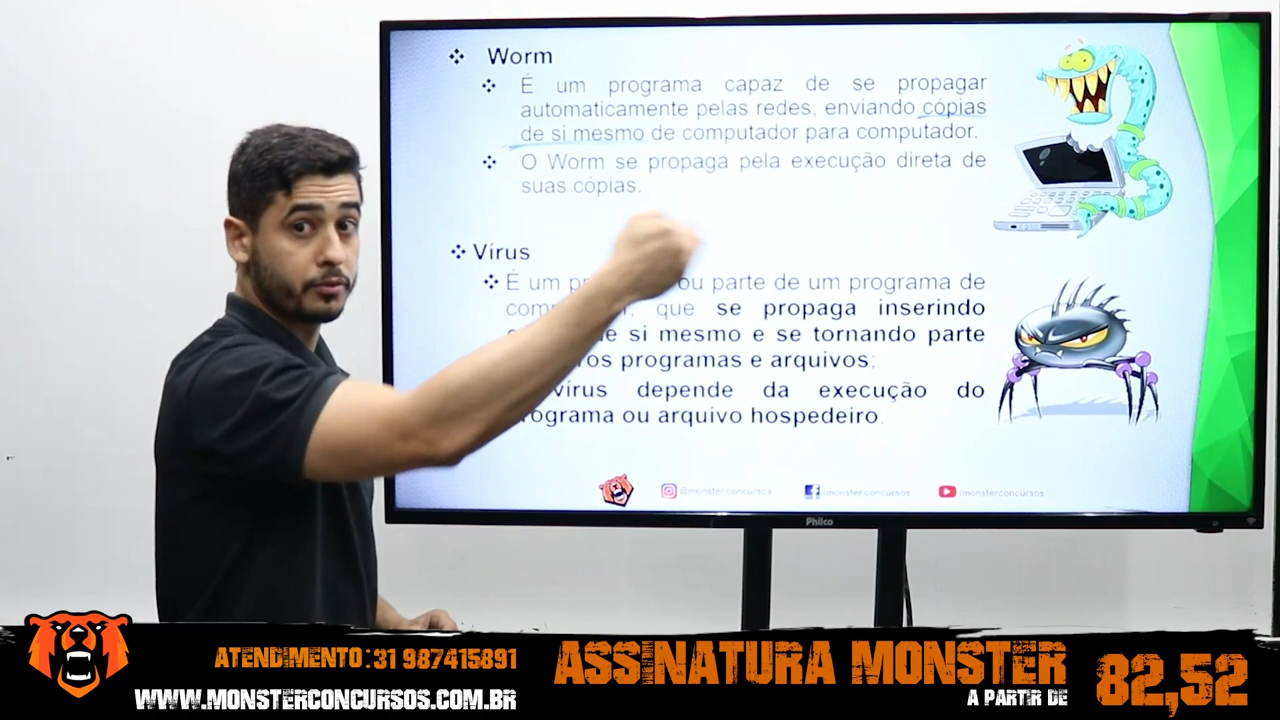 Worm
É um programa capaz de se propagar
automaticamente pelas redes, enviando cópias
de si mesmo de computador para computador.
O Worm se propaga pela execução direta de
suas cópias.
Vírus
É um ou parte de um programa de
que se propaga inserindo
si mesmo e se tornando parte
programas e arquivos;
vírus depende da execução do
ou arquivo hospedeiro.
@monster.concursos
/monster.concursos
/monsterconcursos
Philco
ATENDIMENTO: 31 987415891
WWW.MONSTERCONCURSOS.COM.BR
ASSINATURA MONSTER
A PARTIR DE
82,52